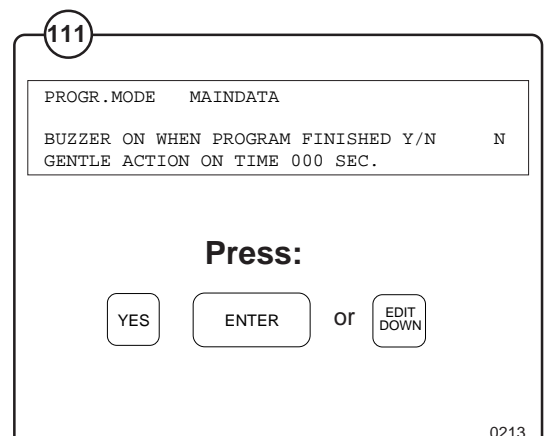 111
PROGR.MODE MAINDATA
BUZZER ON WHEN PROGRAM FINISHED Y/N N
GENTLE ACTION ON TIME 000 SEC.
Press:
YES ENTER or EDIT DOWN
0213